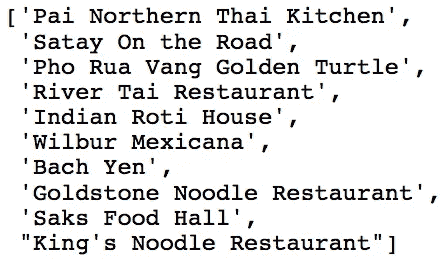 ['Pai Northern Thai Kitchen',
'Satay On the Road',
'Pho Rua Vang Golden Turtle',
'River Tai Restaurant',
'Indian Roti House',
'Wilbur Mexicana',
'Bach Yen',
'Goldstone Noodle Restaurant',
'Saks Food Hall',
"King's Noodle Restaurant"]